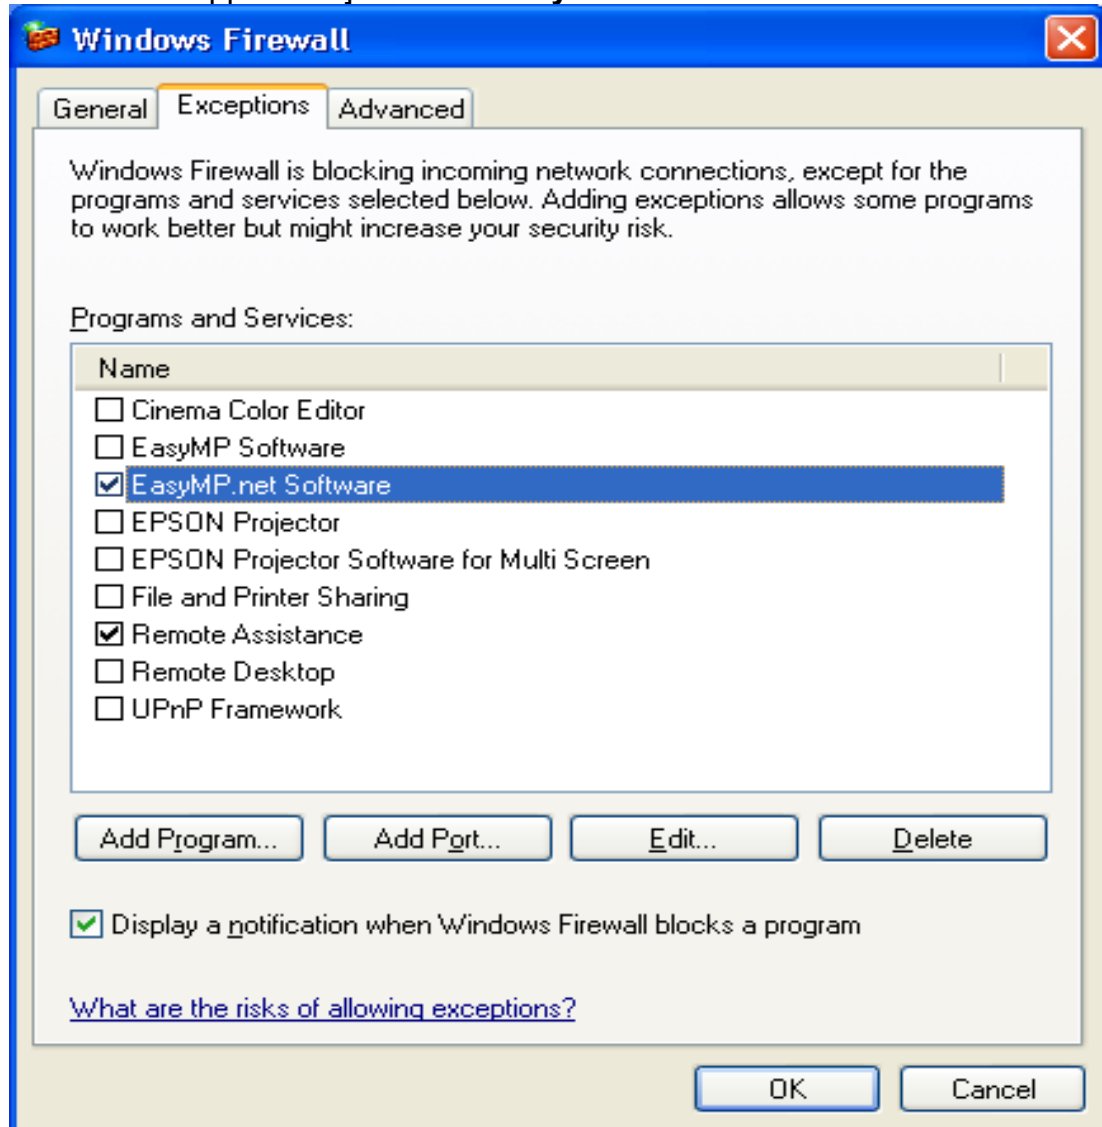 Windows Firewall
General Exceptions Advanced
Windows Firewall is blocking incoming network connections, except for the
programs and services selected below. Adding exceptions allows some programs
to work better but might increase your security risk.
Programs and Services:
Name
Cinema Color Editor
EasyMP Software
EasyMP.net Software
EPSON Projector
EPSON Projector Software for Multi Screen
File and Printer Sharing
Remote Assistance
Remote Desktop
UPnP Framework
Add Program... Add Port... Edit... Delete
Display a notification when Windows Firewall blocks a program
What are the risks of allowing exceptions?
OK Cancel